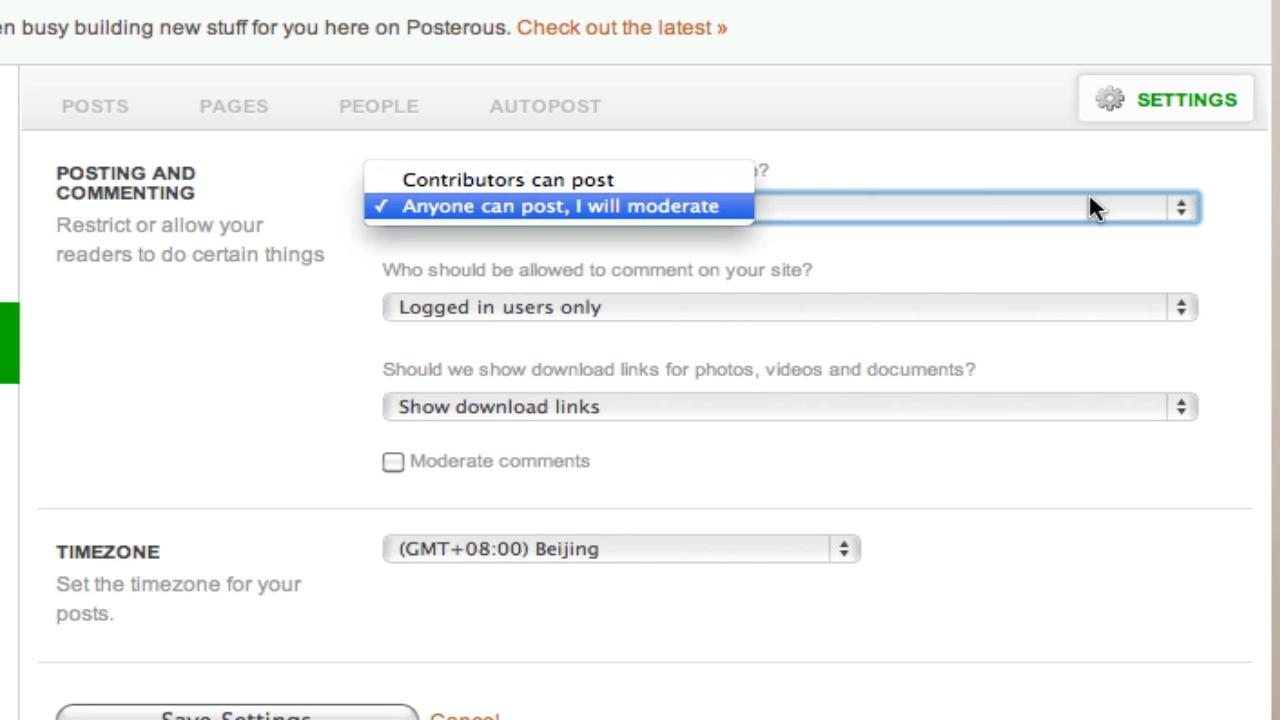 busy building new stuff for you here on Posterous. Check out the latest »
POSTS PAGES PEOPLE AUTOPOST SETTINGS
POSTING AND
COMMENTING
Restrict or allow your
readers to do certain things
?
Contributors can post
✓ Anyone can post, I will moderate
Who should be allowed to comment on your site?
Logged in users only
Should we show download links for photos, videos and documents?
Show download links
Moderate comments
TIMEZONE
Set the timezone for your
posts.
(GMT+08:00) Beijing
Save Settings Cancel